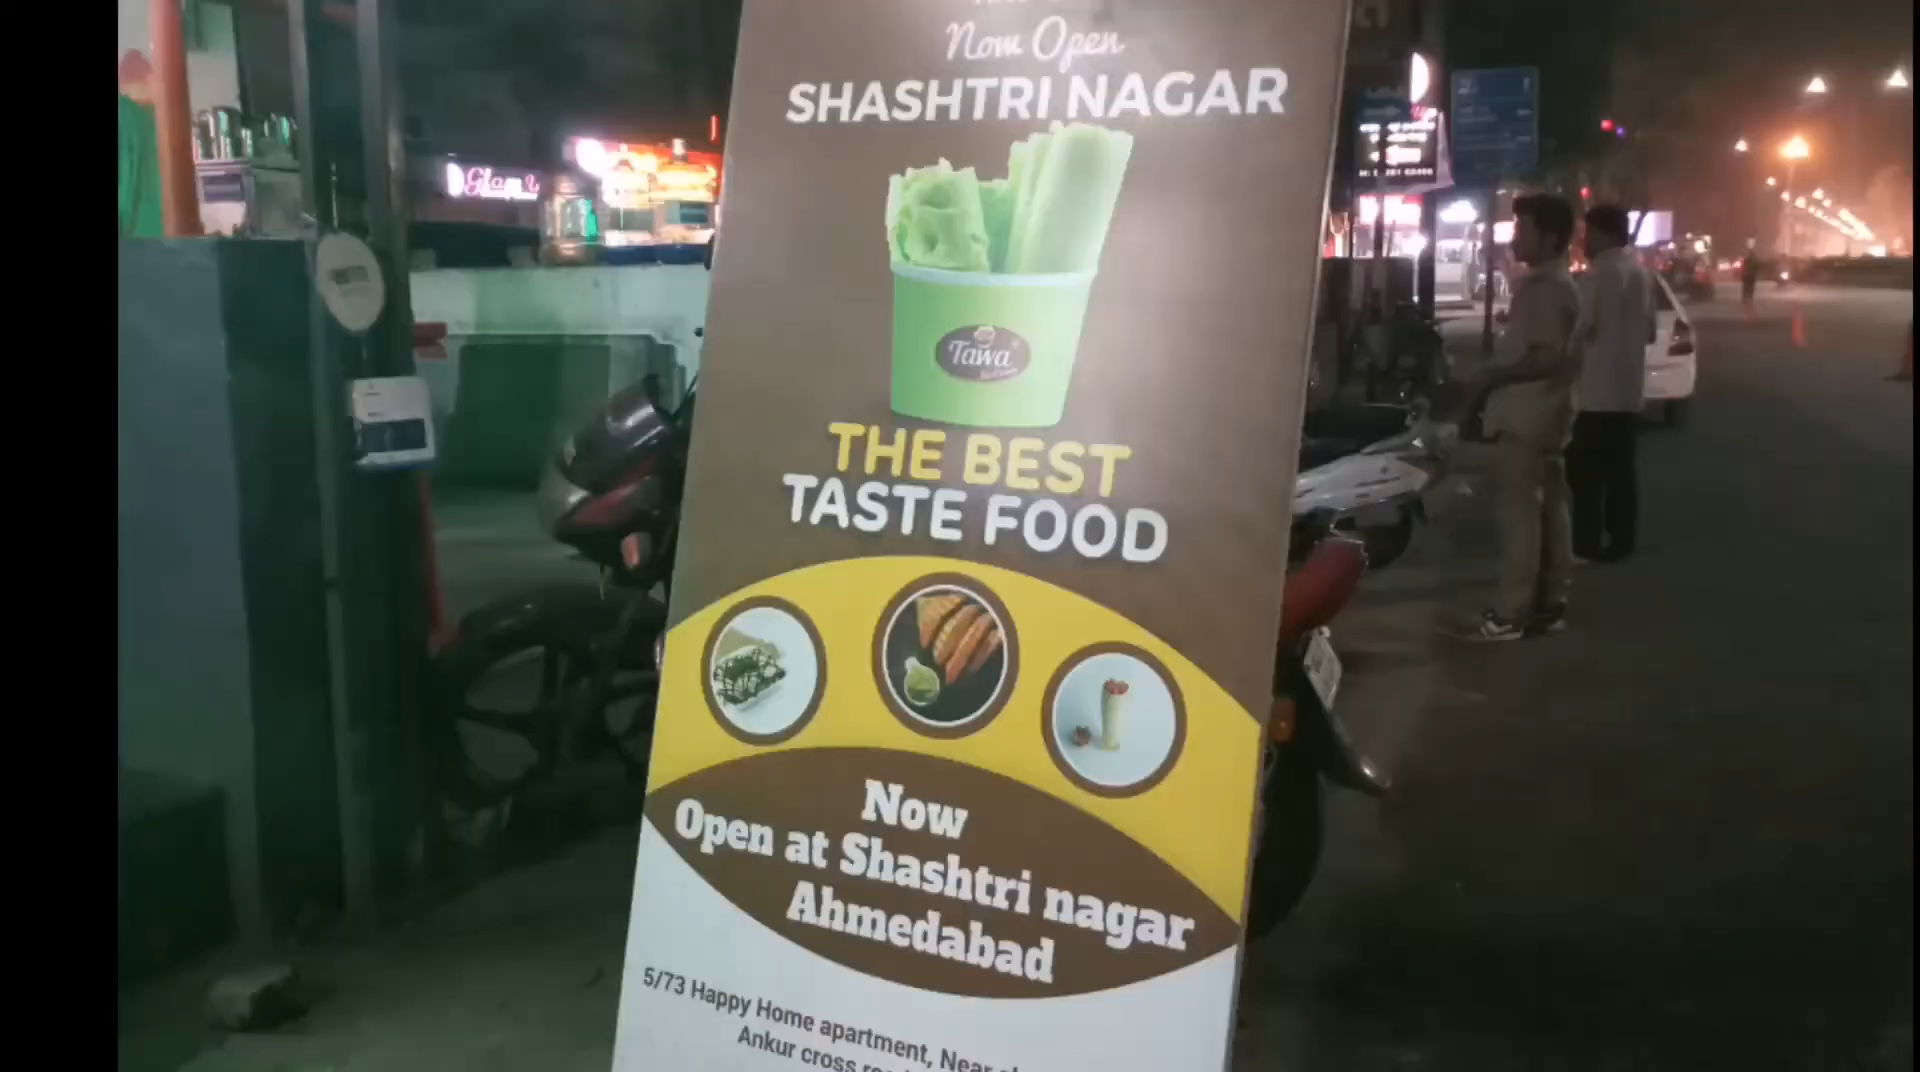 Now Open
SHASHTRI NAGAR
Tawa
THE BEST
TASTE FOOD
Now
Open at Shashtri nagar
Ahmedabad
5/73 Happy Home apartment, Near
Ankur cross